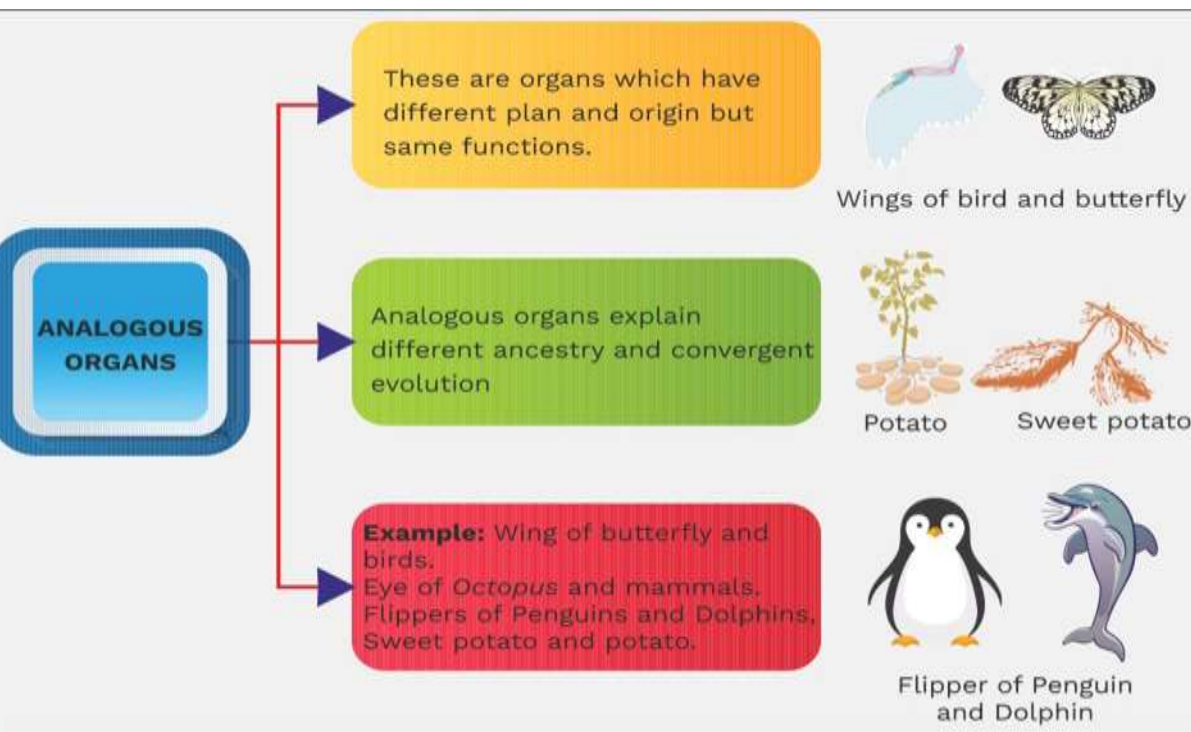 ANALOGOUS
ORGANS
These are organs which have
different plan and origin but
same functions.
Wings of bird and butterfly
Analogous organs explain
different ancestry and convergent
evolution
Potato
Sweet potato
Example: Wing of butterfly and
birds.
Eye of Octopus and mammals.
Flippers of Penguins and Dolphins,
Sweet potato and potato.
Flipper of Penguin
and Dolphin